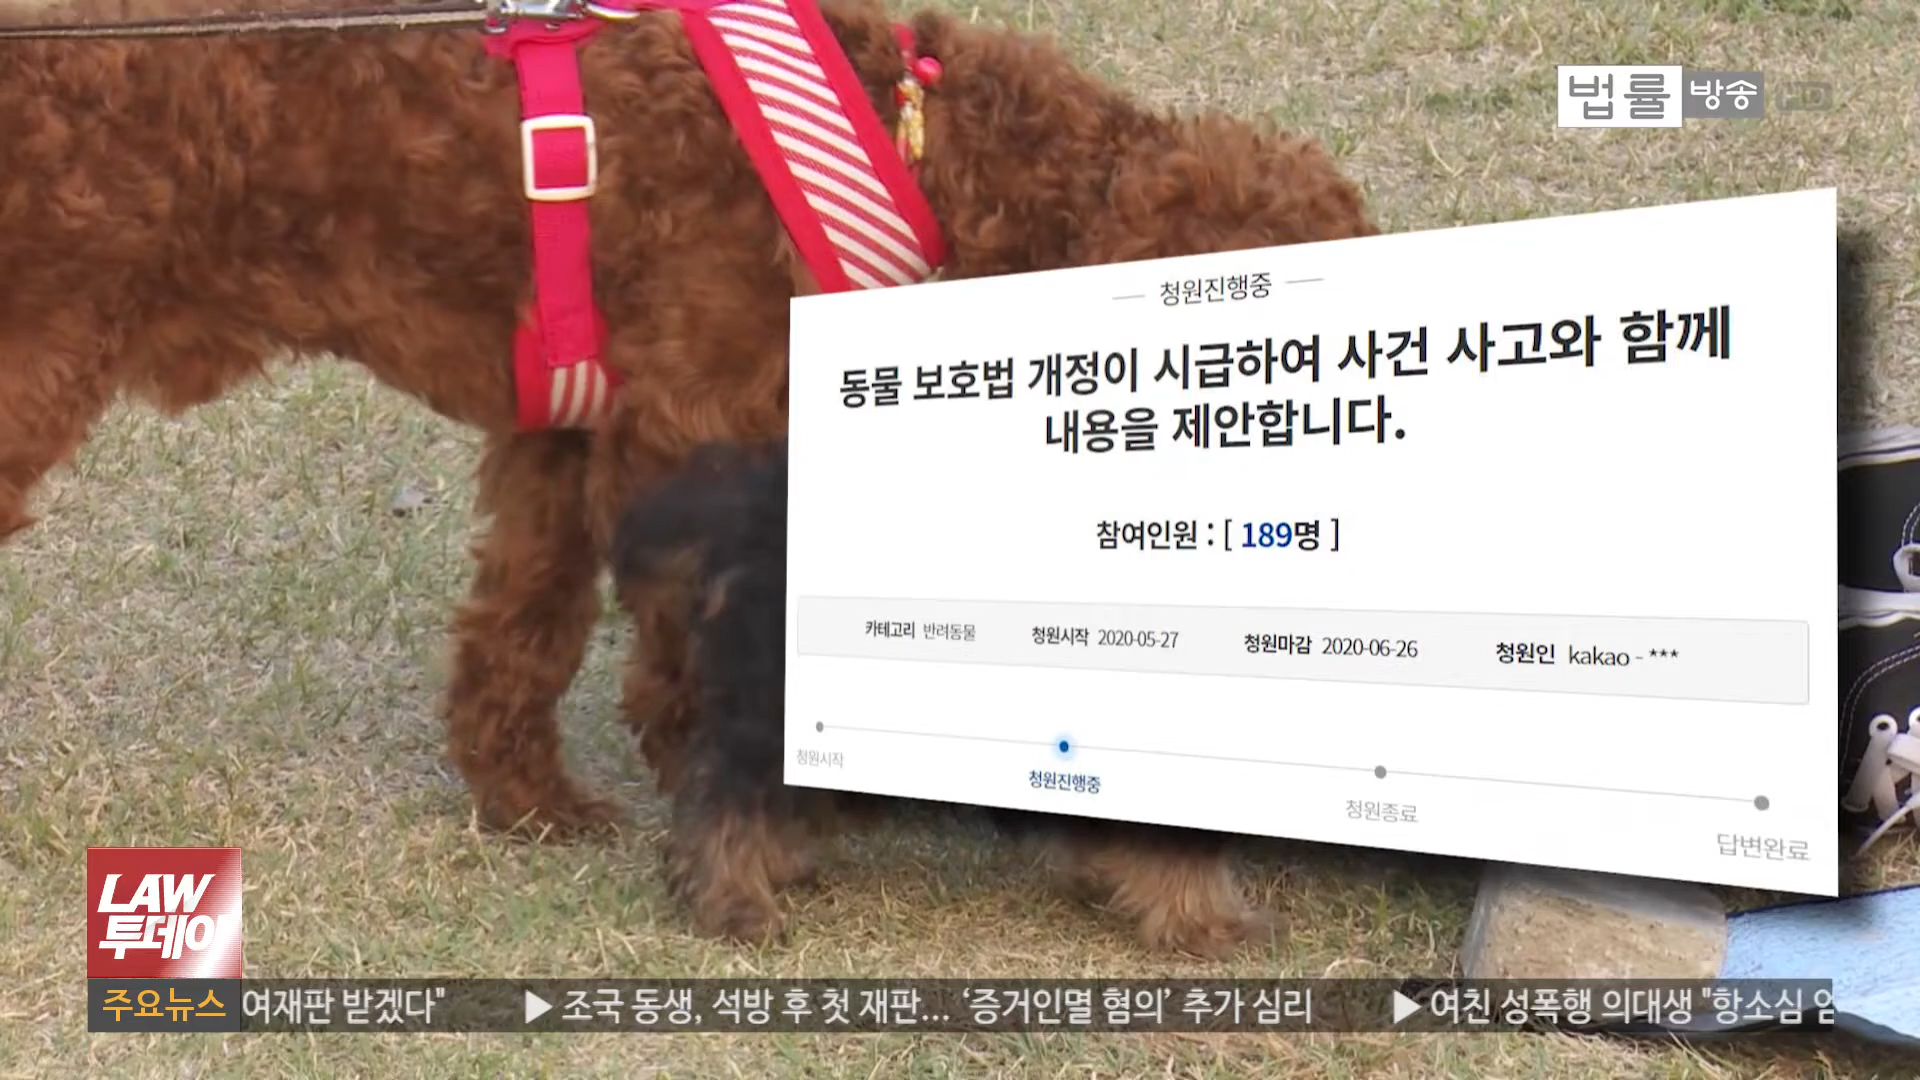 법률방송 HD
청원진행중
동물 보호법 개정이 시급하여 사건 사고와 함께
내용을 제안합니다.
참여인원 : [ 189명 ]
카테고리 반려동물 청원시작 2020-05-27 청원마감 2020-06-26 청원인 kakao - ***
청원시작
청원진행중
청원종료
답변완료
LAW
투데이
주요뉴스 여재판 받겠다" ▶ 조국 동생, 석방 후 첫 재판... ‘증거인멸 혐의’ 추가 심리 ▶ 여친 성폭행 의대생 "항소심